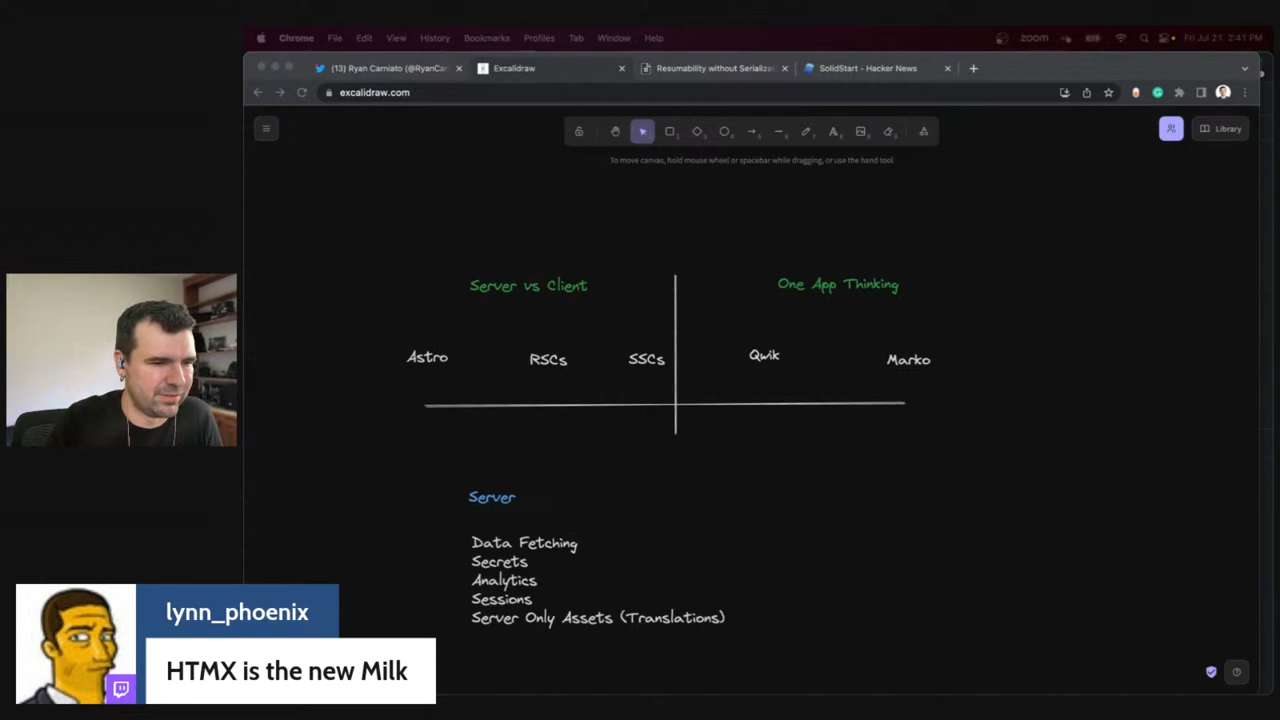 Chrome File Edit View History Bookmarks Profiles Tab Window Help zoom Fri Jul 21 2:41 PM
(13) Ryan Carniato (@RyanCar
Excalidraw
Resumability without Serializat
SolidStart - Hacker News
excalidraw.com
Library
To move canvas, hold mouse wheel or spacebar while dragging, or use the hand tool
Server vs Client
One App Thinking
Astro
RSCs
SSCs
Qwik
Marko
Server
Data Fetching
Secrets
Analytics
Sessions
Server Only Assets (Translations)
lynn_phoenix
HTMX is the new Milk